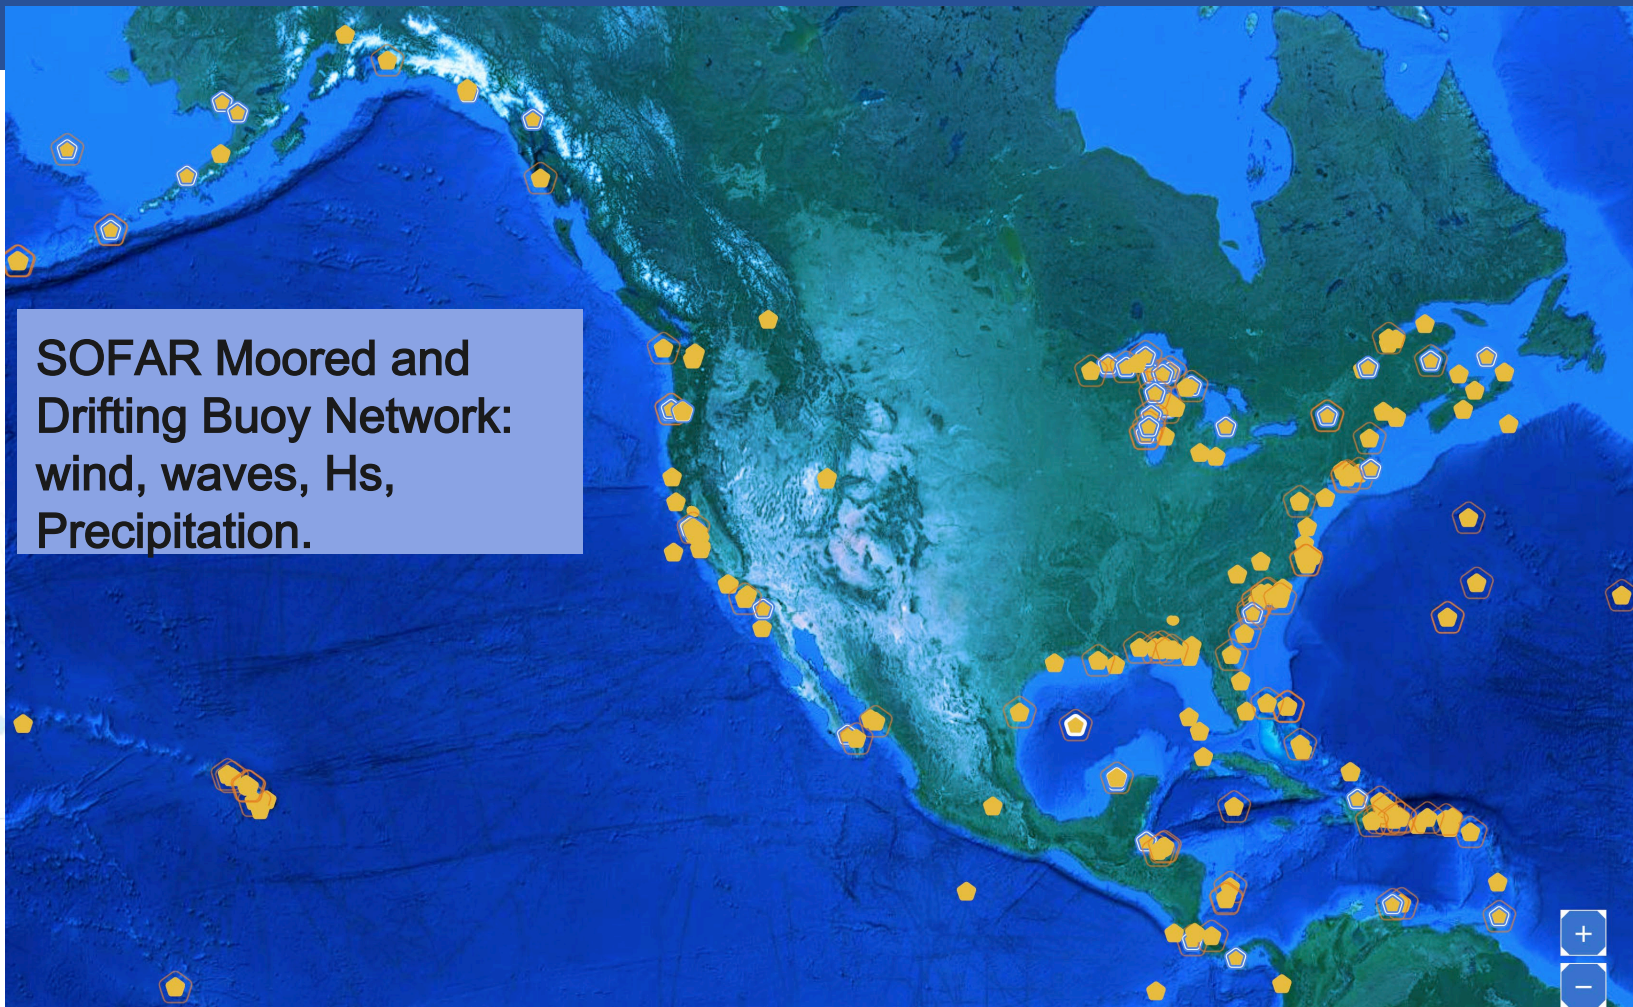 SOFAR Moored and
Drifting Buoy Network:
wind, waves, Hs,
Precipitation.
+
−